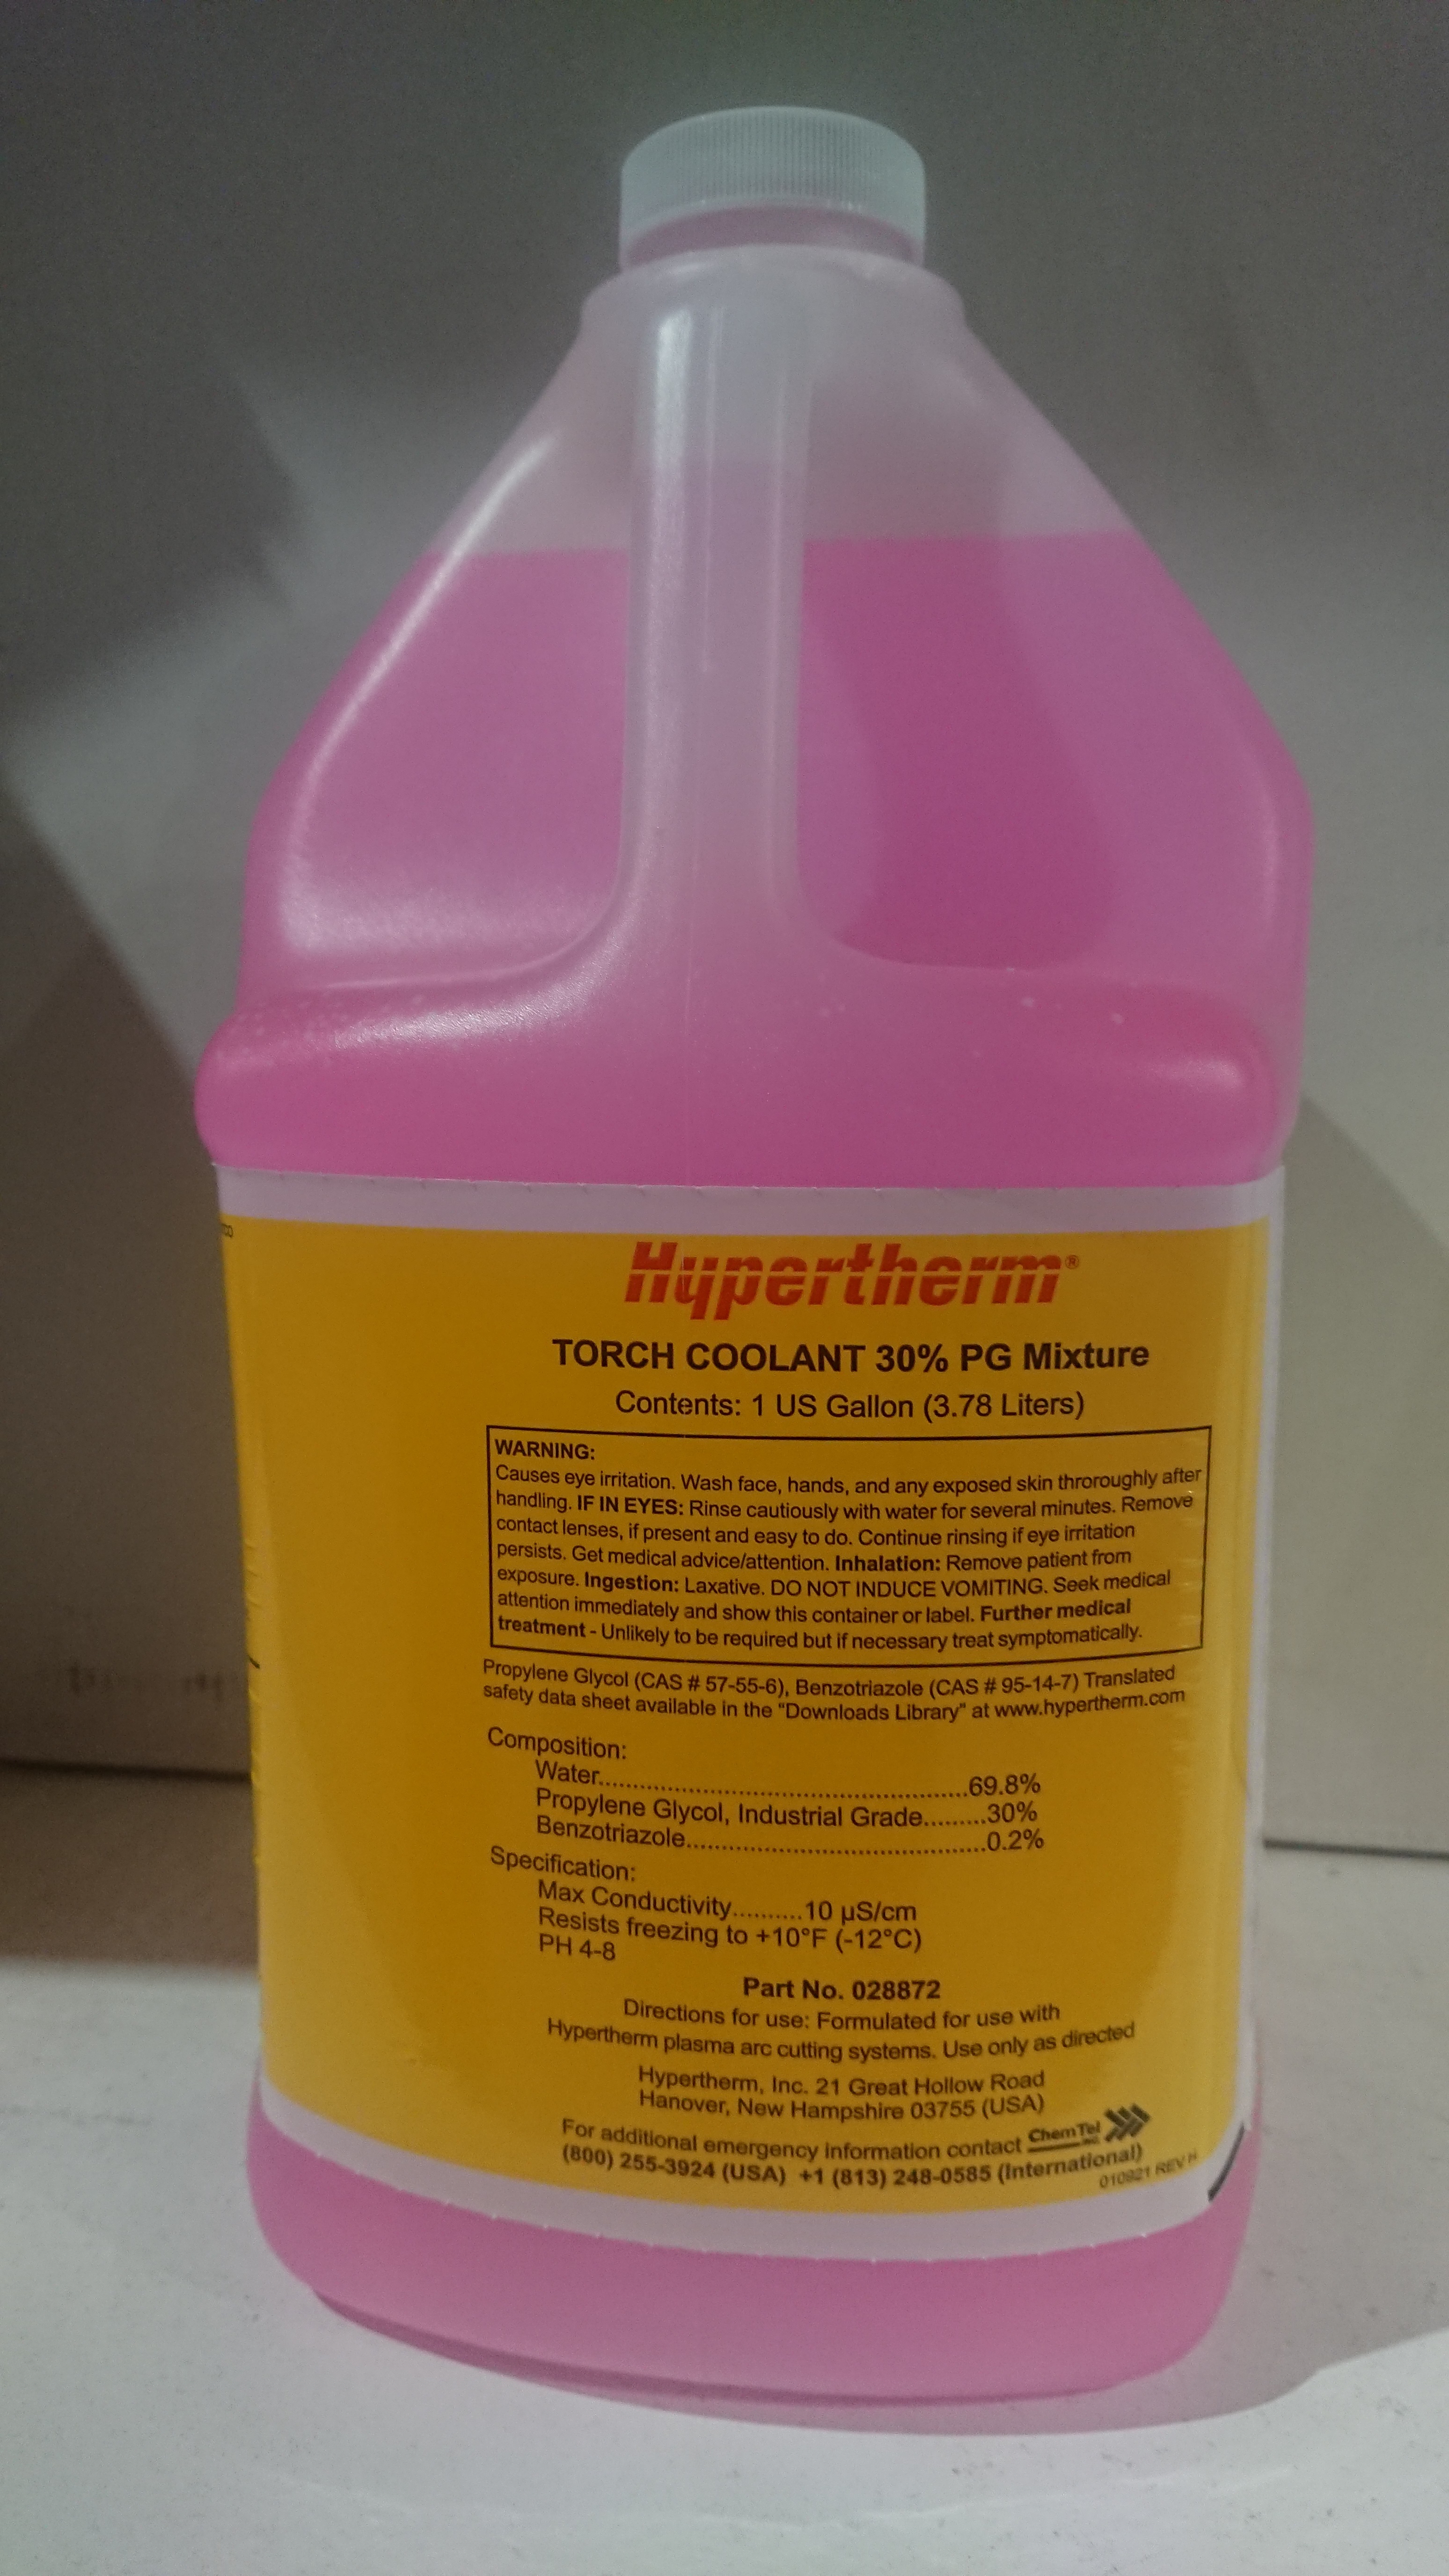 Hypertherm®
TORCH COOLANT 30% PG Mixture
Contents: 1 US Gallon (3.78 Liters)
WARNING:
Causes eye irritation. Wash face, hands, and any exposed skin throroughly after
handling. IF IN EYES: Rinse cautiously with water for several minutes. Remove
contact lenses, if present and easy to do. Continue rinsing if eye irritation
persists. Get medical advice/attention. Inhalation: Remove patient from
exposure. Ingestion: Laxative. DO NOT INDUCE VOMITING. Seek medical
attention immediately and show this container or label. Further medical
treatment - Unlikely to be required but if necessary treat symptomatically.
Propylene Glycol (CAS # 57-55-6), Benzotriazole (CAS # 95-14-7) Translated
safety data sheet available in the "Downloads Library" at www.hypertherm.com
Composition:
Water..........................................................69.8%
Propylene Glycol, Industrial Grade.........30%
Benzotriazole...............................................0.2%
Specification:
Max Conductivity..........10 µS/cm
Resists freezing to +10°F (-12°C)
PH 4-8
Part No. 028872
Directions for use: Formulated for use with
Hypertherm plasma arc cutting systems. Use only as directed
Hypertherm, Inc. 21 Great Hollow Road
Hanover, New Hampshire 03755 (USA)
For additional emergency information contact ChemTel
(800) 255-3924 (USA) +1 (813) 248-0585 (International)
010921 REV H